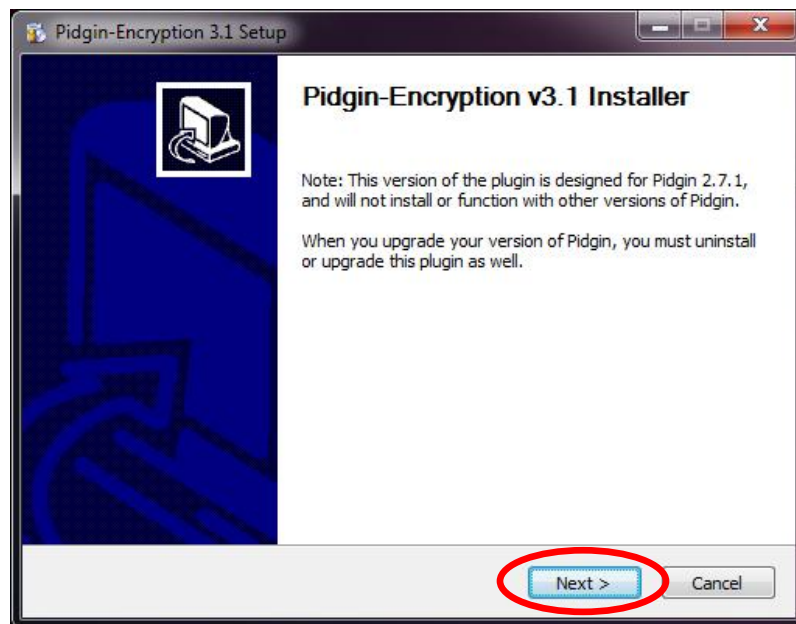 Pidgin-Encryption 3.1 Setup
Pidgin-Encryption v3.1 Installer
Note: This version of the plugin is designed for Pidgin 2.7.1,
and will not install or function with other versions of Pidgin.
When you upgrade your version of Pidgin, you must uninstall
or upgrade this plugin as well.
Next >
Cancel